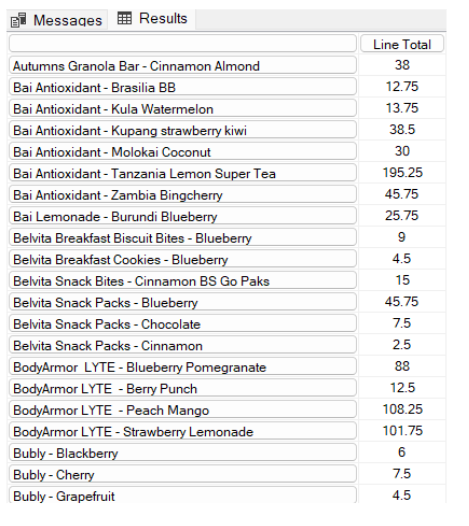 Messages Results
Line Total
Autumns Granola Bar - Cinnamon Almond 38
Bai Antioxidant - Brasilia BB 12.75
Bai Antioxidant - Kula Watermelon 13.75
Bai Antioxidant - Kupang strawberry kiwi 38.5
Bai Antioxidant - Molokai Coconut 30
Bai Antioxidant - Tanzania Lemon Super Tea 195.25
Bai Antioxidant - Zambia Bingcherry 45.75
Bai Lemonade - Burundi Blueberry 25.75
Belvita Breakfast Biscuit Bites - Blueberry 9
Belvita Breakfast Cookies - Blueberry 4.5
Belvita Snack Bites - Cinnamon BS Go Paks 15
Belvita Snack Packs - Blueberry 45.75
Belvita Snack Packs - Chocolate 7.5
Belvita Snack Packs - Cinnamon 2.5
BodyArmor  LYTE - Blueberry Pomegranate 88
BodyArmor LYTE  - Berry Punch 12.5
BodyArmor LYTE  - Peach Mango 108.25
BodyArmor LYTE - Strawberry Lemonade 101.75
Bubly - Blackberry 6
Bubly - Cherry 7.5
Bubly - Grapefruit 4.5